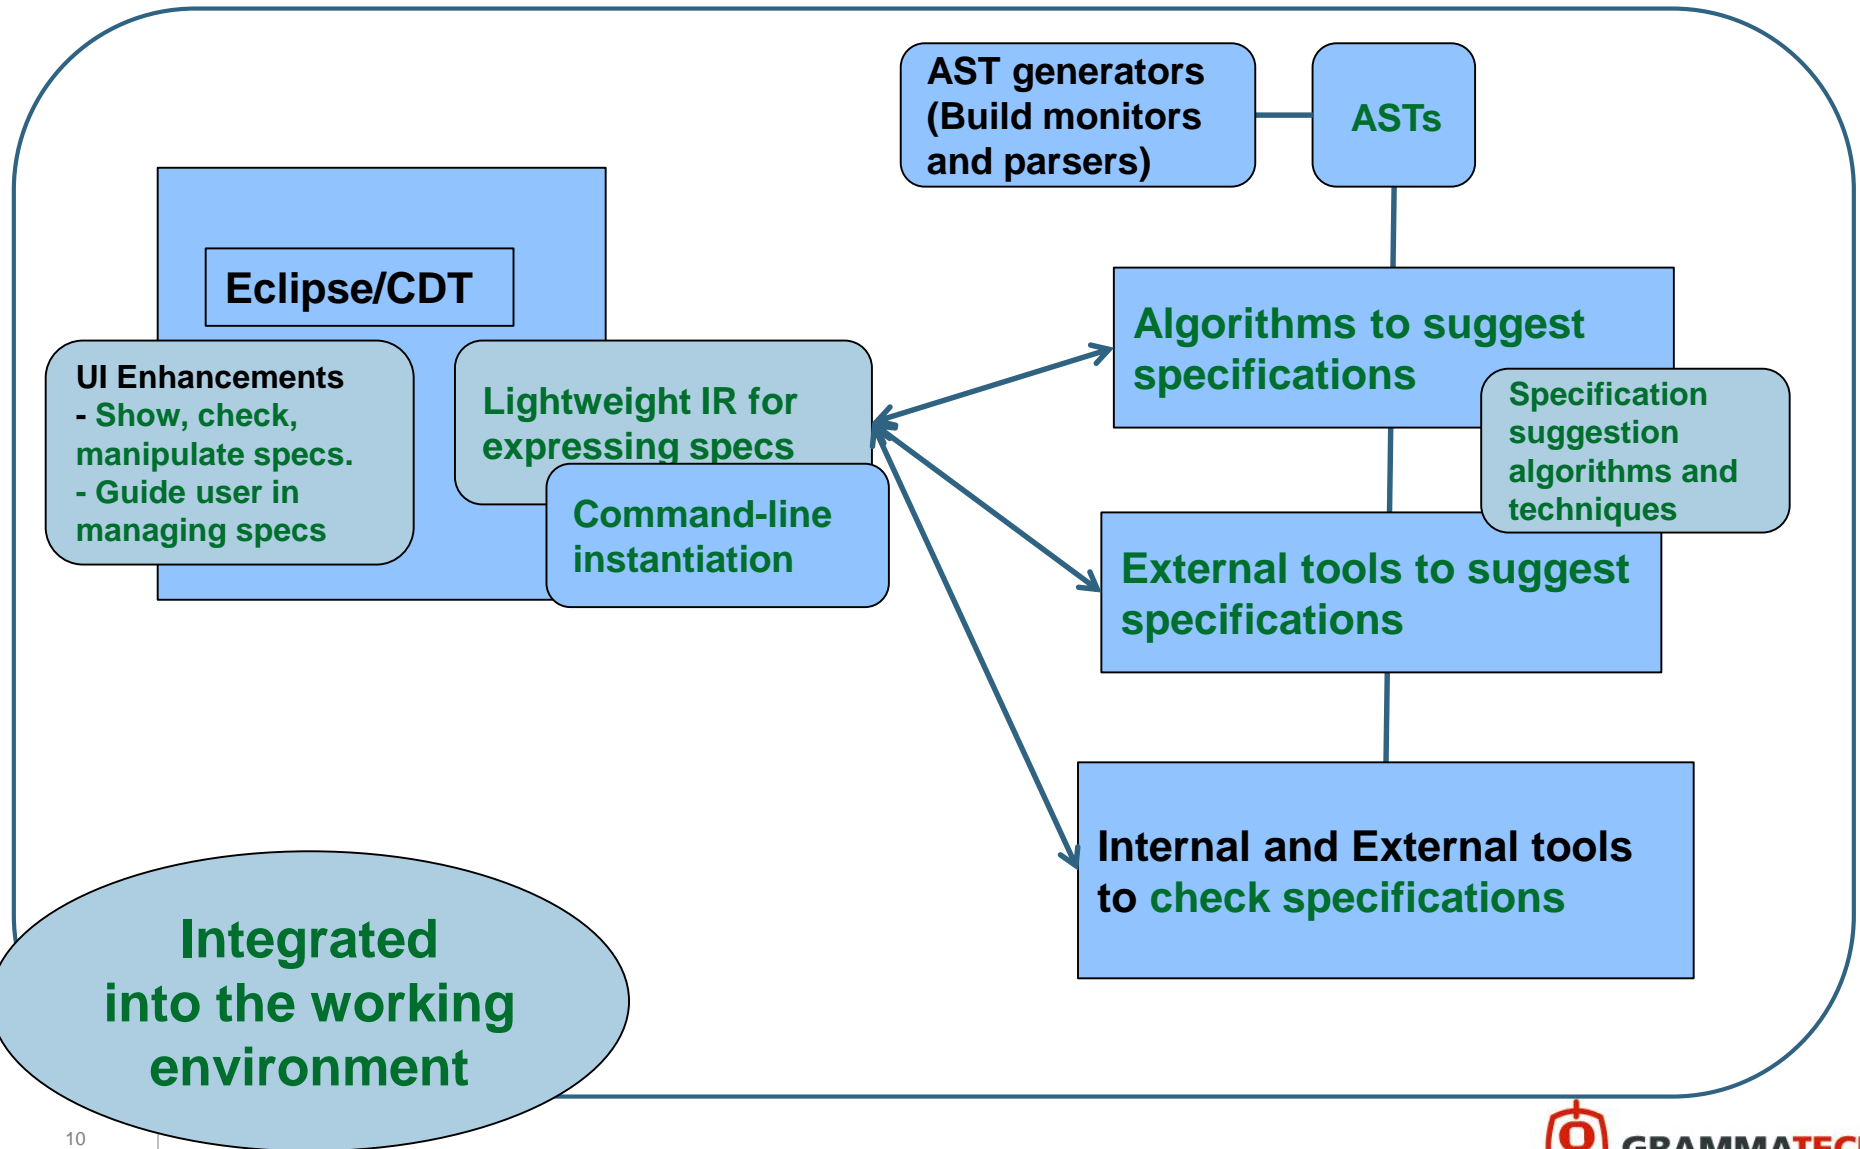 AST generators
(Build monitors
and parsers)
ASTs
Eclipse/CDT
UI Enhancements
- Show, check,
manipulate specs.
- Guide user in
managing specs
Lightweight IR for
expressing specs
Command-line
instantiation
Algorithms to suggest
specifications
Specification
suggestion
algorithms and
techniques
External tools to suggest
specifications
Internal and External tools
to check specifications
Integrated
into the working
environment
10
GRAMMATECH